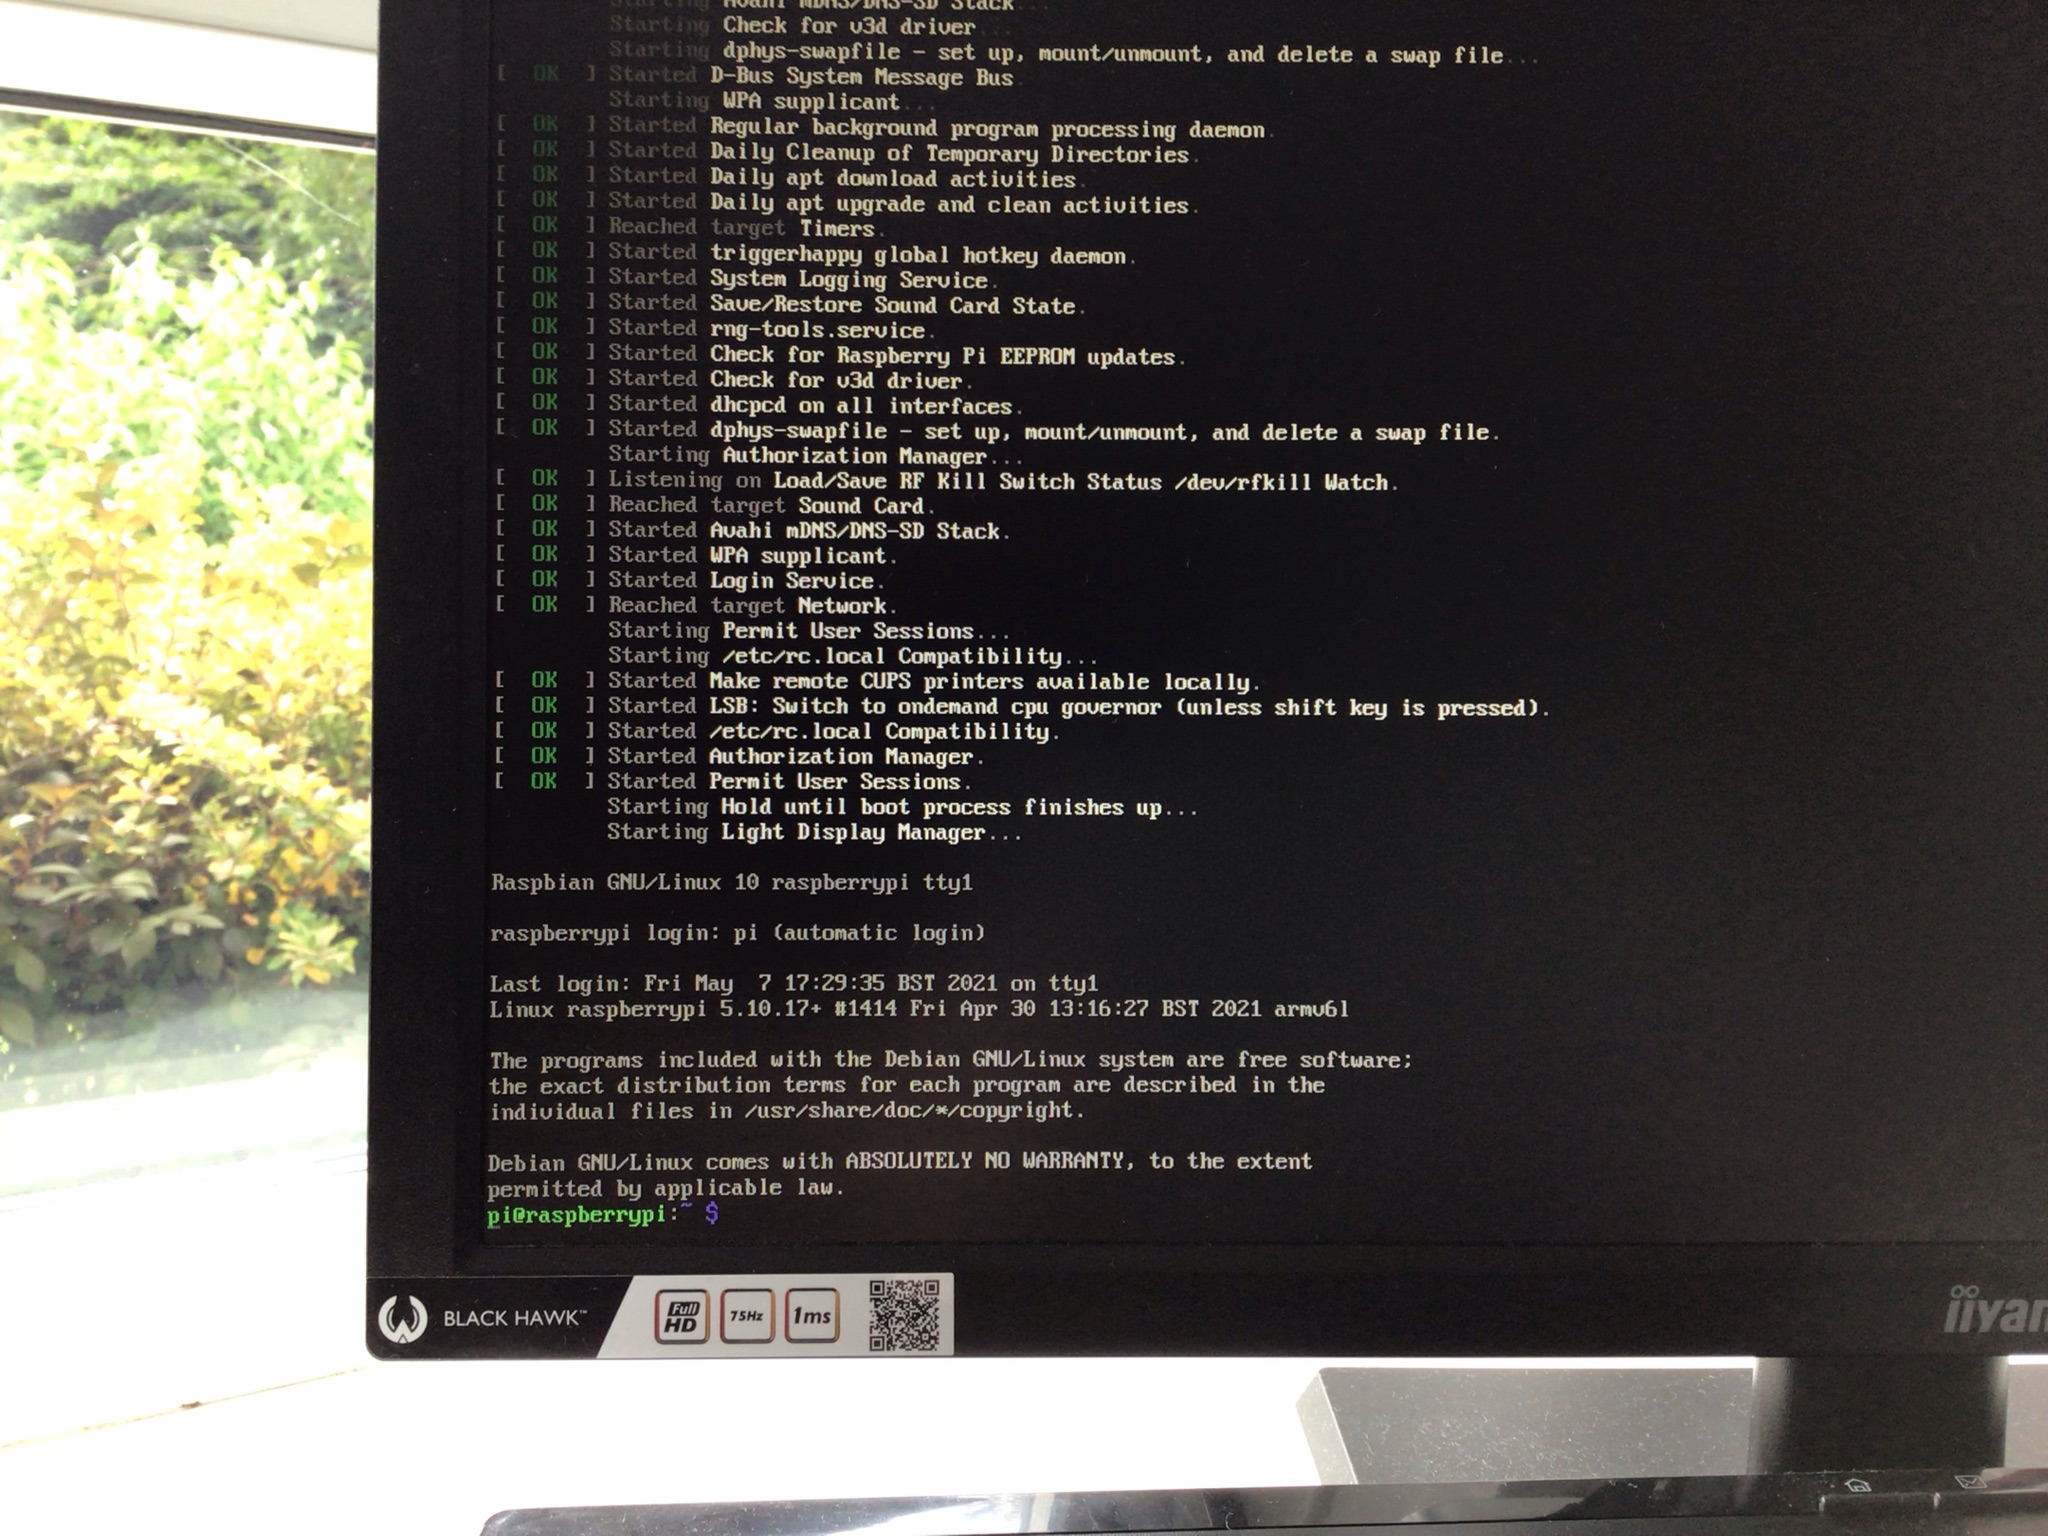 Starting Avahi mDNS/DNS-SD Stack...
Starting Check for v3d driver...
Starting dphys-swapfile - set up, mount/unmount, and delete a swap file...
[  OK  ] Started D-Bus System Message Bus.
Starting WPA supplicant...
[  OK  ] Started Regular background program processing daemon.
[  OK  ] Started Daily Cleanup of Temporary Directories.
[  OK  ] Started Daily apt download activities.
[  OK  ] Started Daily apt upgrade and clean activities.
[  OK  ] Reached target Timers.
[  OK  ] Started triggerhappy global hotkey daemon.
[  OK  ] Started System Logging Service.
[  OK  ] Started Save/Restore Sound Card State.
[  OK  ] Started rng-tools.service.
[  OK  ] Started Check for Raspberry Pi EEPROM updates.
[  OK  ] Started Check for v3d driver.
[  OK  ] Started dhcpcd on all interfaces.
[  OK  ] Started dphys-swapfile - set up, mount/unmount, and delete a swap file.
Starting Authorization Manager...
[  OK  ] Listening on Load/Save RF Kill Switch Status /dev/rfkill Watch.
[  OK  ] Reached target Sound Card.
[  OK  ] Started Avahi mDNS/DNS-SD Stack.
[  OK  ] Started WPA supplicant.
[  OK  ] Started Login Service.
[  OK  ] Reached target Network.
Starting Permit User Sessions...
Starting /etc/rc.local Compatibility...
[  OK  ] Started Make remote CUPS printers available locally.
[  OK  ] Started LSB: Switch to ondemand cpu governor (unless shift key is pressed).
[  OK  ] Started /etc/rc.local Compatibility.
[  OK  ] Started Authorization Manager.
[  OK  ] Started Permit User Sessions.
Starting Hold until boot process finishes up...
Starting Light Display Manager...
Raspbian GNU/Linux 10 raspberrypi tty1
raspberrypi login: pi (automatic login)
Last login: Fri May  7 17:29:35 BST 2021 on tty1
Linux raspberrypi 5.10.17+ #1414 Fri Apr 30 13:16:27 BST 2021 armv6l
The programs included with the Debian GNU/Linux system are free software;
the exact distribution terms for each program are described in the
individual files in /usr/share/doc/*/copyright.
Debian GNU/Linux comes with ABSOLUTELY NO WARRANTY, to the extent
permitted by applicable law.
pi@raspberrypi:~ $
BLACK HAWK™ Full HD 75Hz 1ms
iiyam